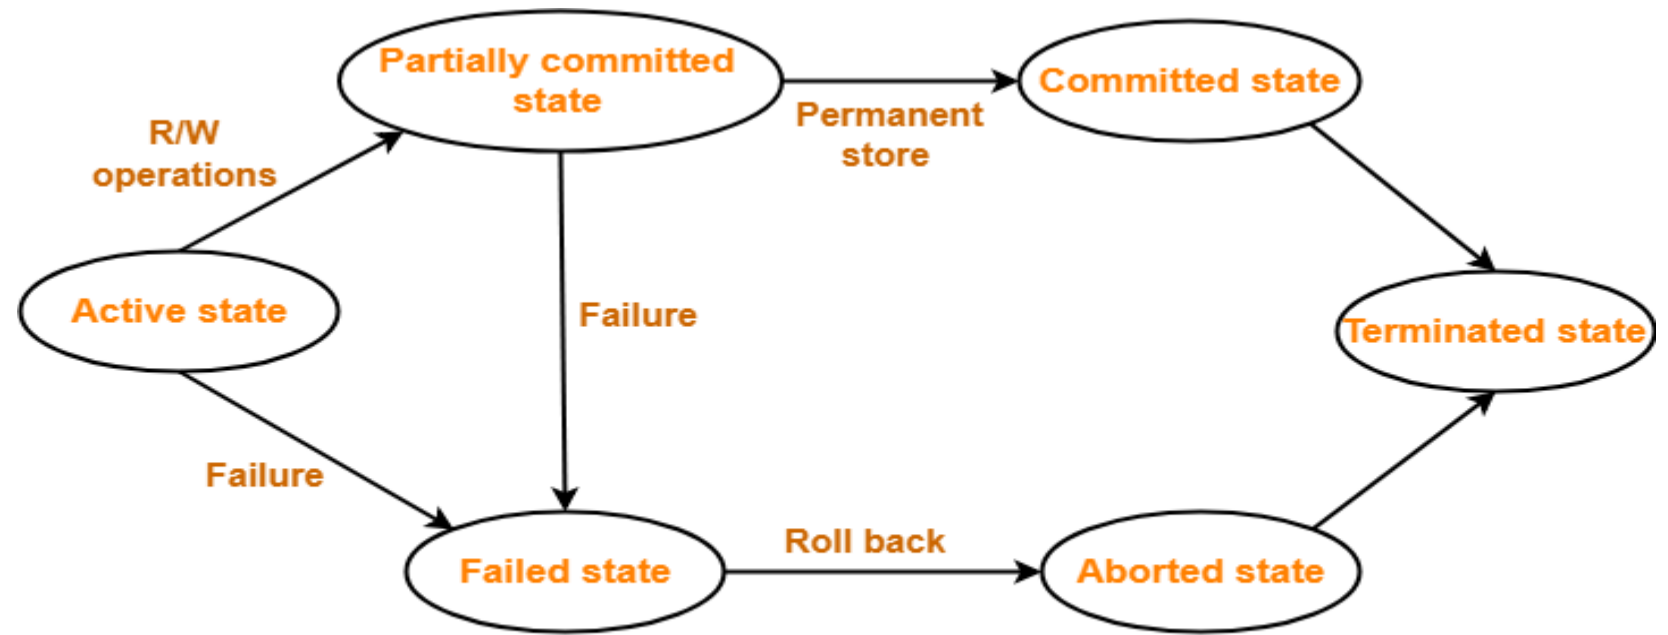 Partially committed
state
Committed state
Permanent
store
R/W
operations
Active state
Failure
Terminated state
Failure
Roll back
Failed state
Aborted state